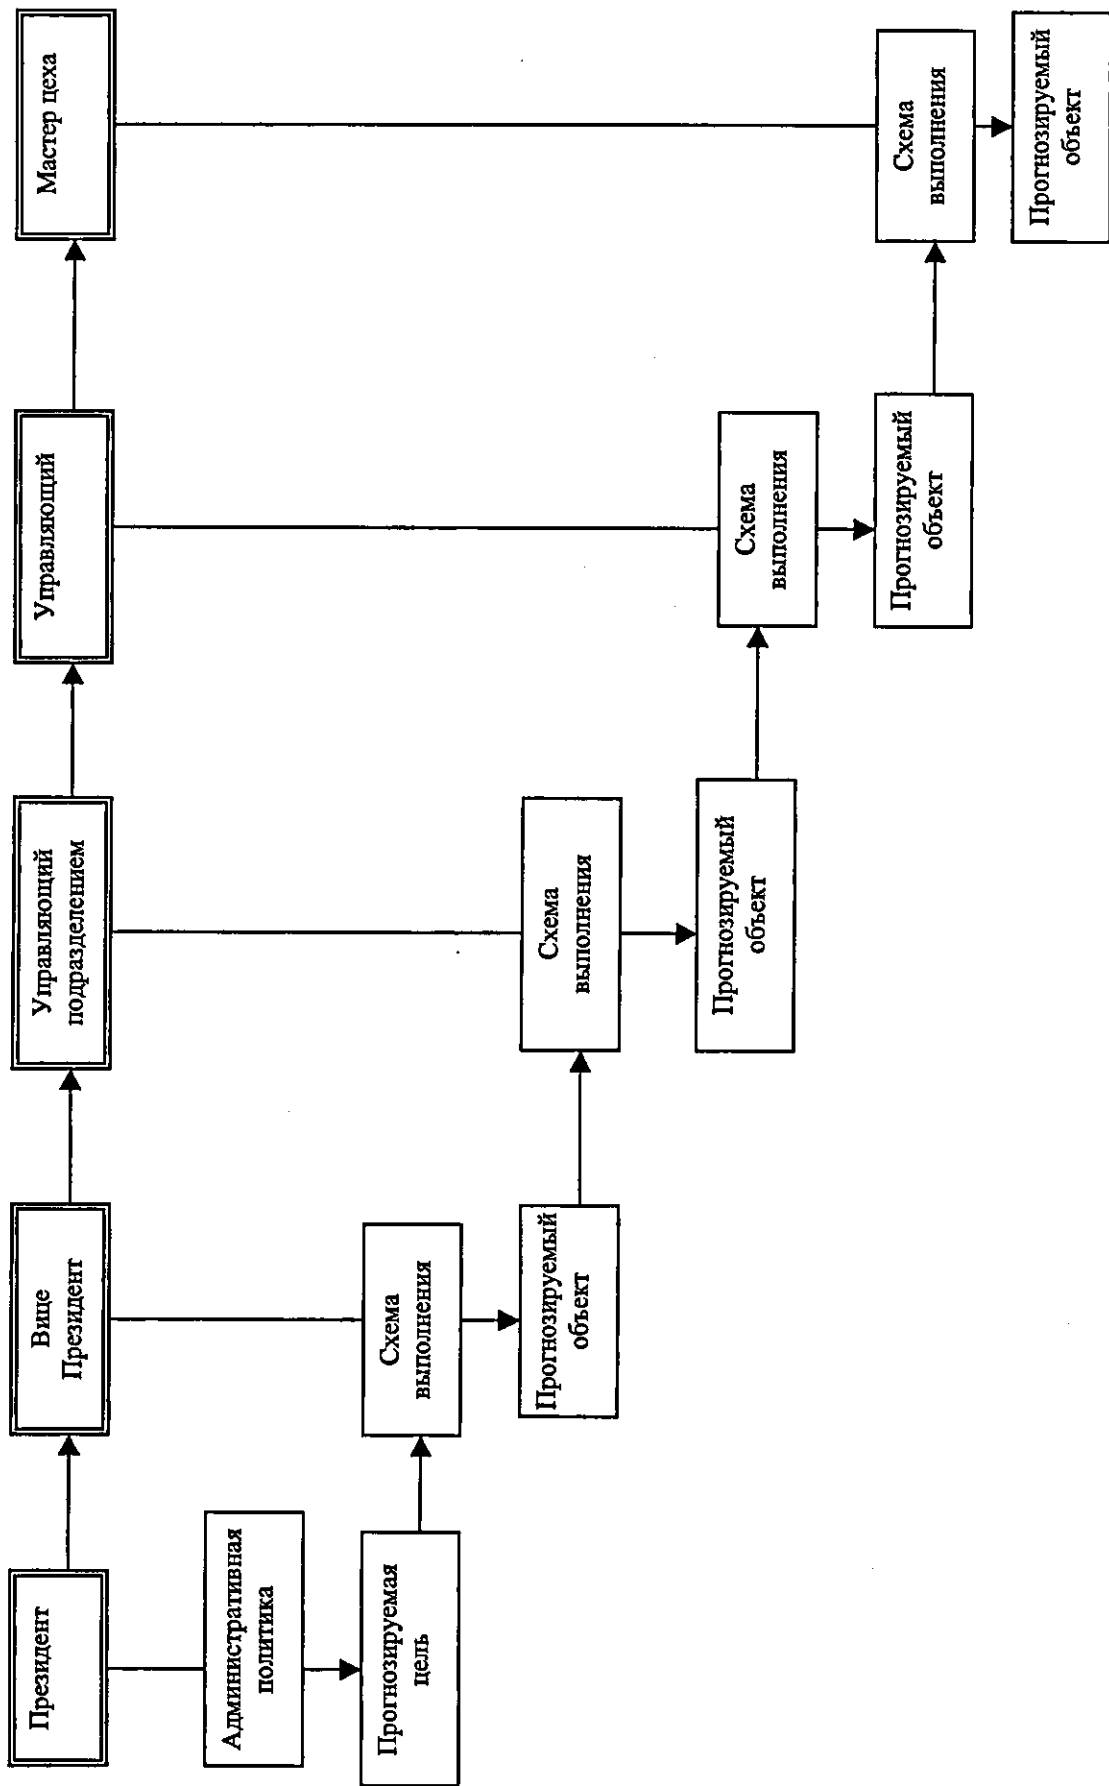 Президент
Вице
Президент
Управляющий
подразделением
Управляющий
Мастер цеха
Административная
политика
Прогнозируемая
цель
Схема
выполнения
Прогнозируемый
объект
Схема
выполнения
Прогнозируемый
объект
Схема
выполнения
Прогнозируемый
объект
Схема
выполнения
Прогнозируемый
объект